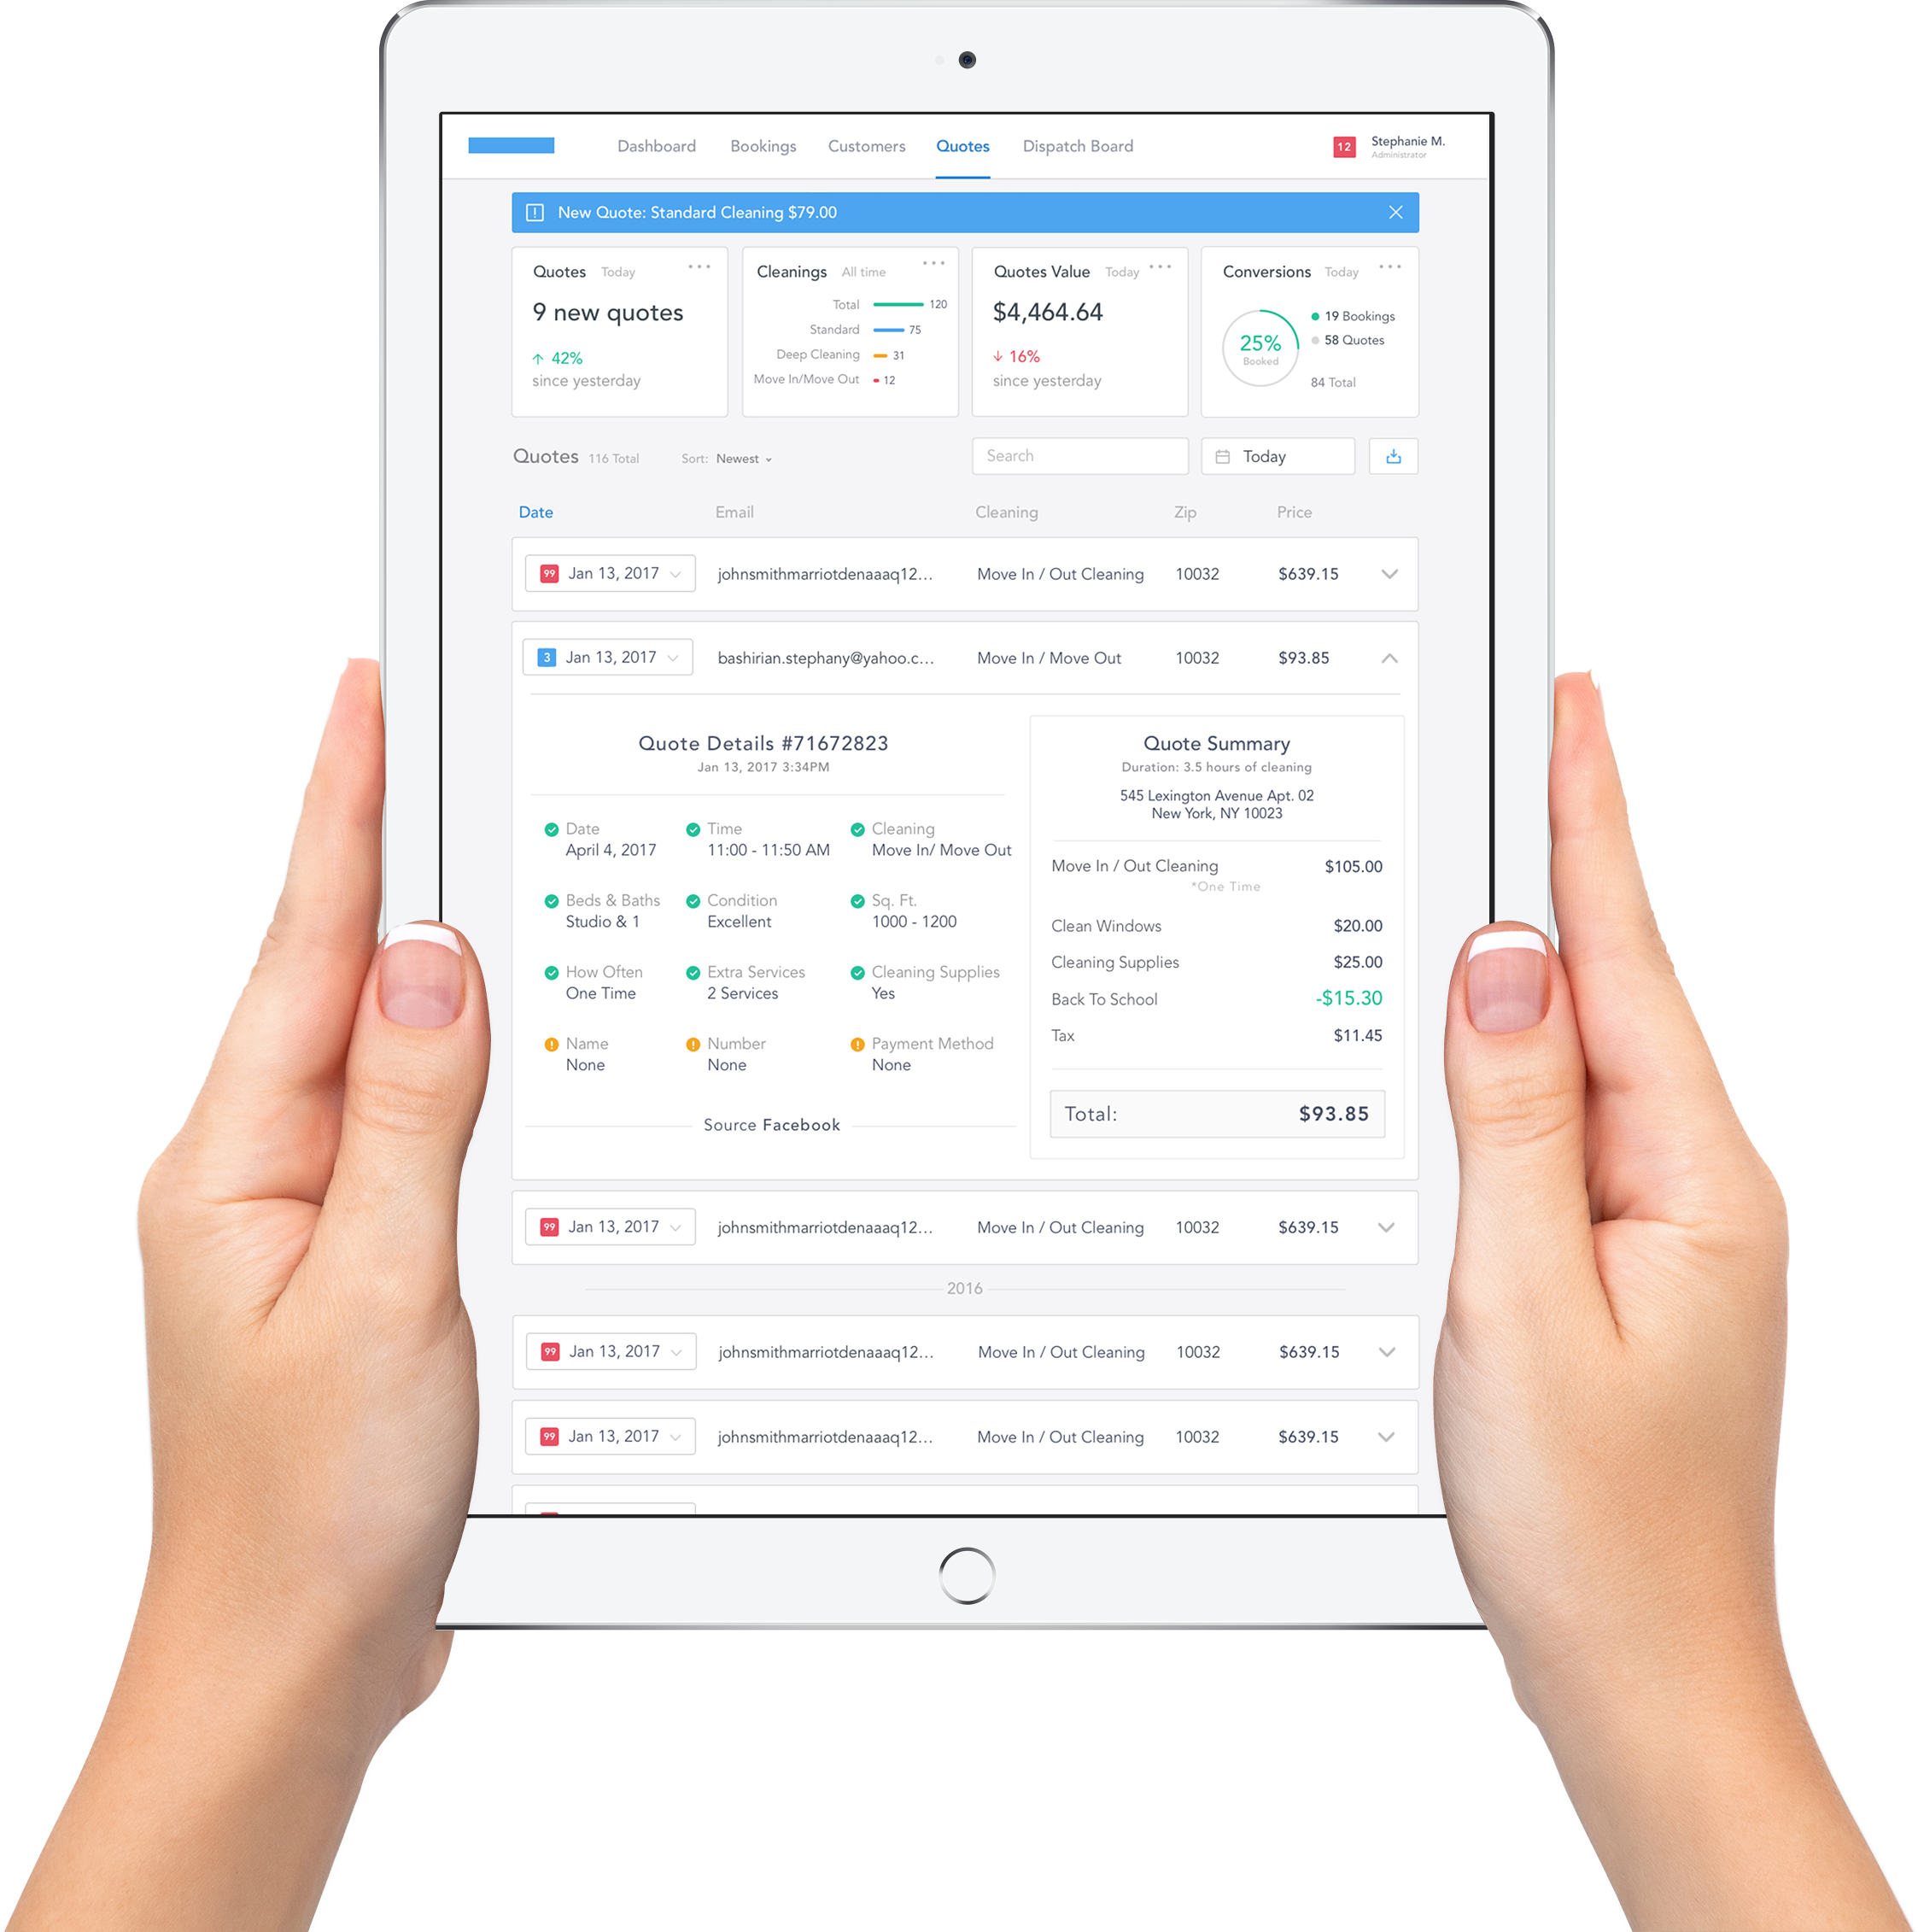 Dashboard Bookings Customers Quotes Dispatch Board 12 Stephanie M.
Administrator
New Quote: Standard Cleaning $79.00
Quotes Today
9 new quotes
42%
since yesterday
Cleanings All time
Total 120
Standard 75
Deep Cleaning 31
Move In/Move Out 12
Quotes Value Today
$4,464.64
16%
since yesterday
Conversions Today
25%
Booked
19 Bookings
58 Quotes
84 Total
Quotes 116 Total Sort: Newest Search Today
Date Email Cleaning Zip Price
99 Jan 13, 2017 johnsmithmarriotdenaaaq12... Move In / Out Cleaning 10032 $639.15
3 Jan 13, 2017 bashirian.stephany@yahoo.c... Move In / Move Out 10032 $93.85
Quote Details #71672823
Jan 13, 2017 3:34PM
Date Time Cleaning
April 4, 2017 11:00 - 11:50 AM Move In/ Move Out
Beds & Baths Condition Sq. Ft.
Studio & 1 Excellent 1000 - 1200
How Often Extra Services Cleaning Supplies
One Time 2 Services Yes
Name Number Payment Method
None None None
Source Facebook
Quote Summary
Duration: 3.5 hours of cleaning
545 Lexington Avenue Apt. 02
New York, NY 10023
Move In / Out Cleaning $105.00
*One Time
Clean Windows $20.00
Cleaning Supplies $25.00
Back To School -$15.30
Tax $11.45
Total: $93.85
99 Jan 13, 2017 johnsmithmarriotdenaaaq12... Move In / Out Cleaning 10032 $639.15
2016
99 Jan 13, 2017 johnsmithmarriotdenaaaq12... Move In / Out Cleaning 10032 $639.15
99 Jan 13, 2017 johnsmithmarriotdenaaaq12... Move In / Out Cleaning 10032 $639.15